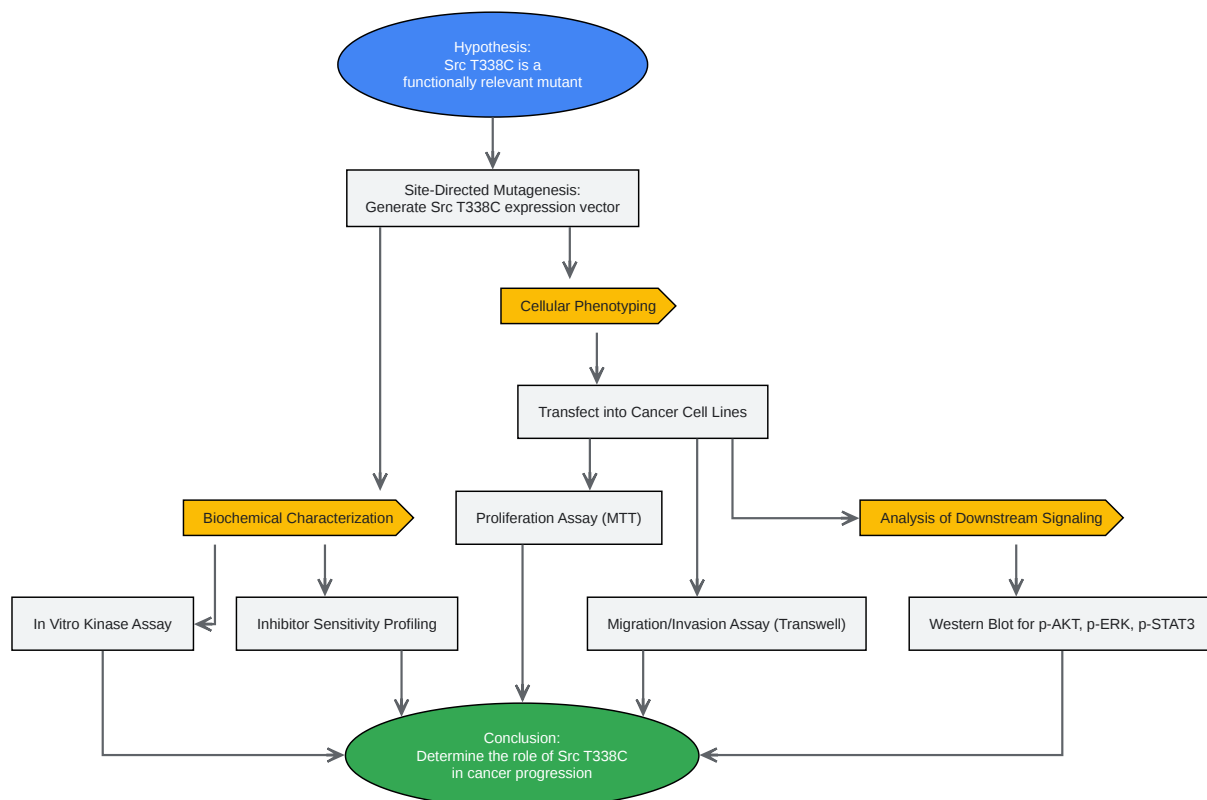 Hypothesis:
Src T338C is a
functionally relevant mutant
Site-Directed Mutagenesis:
Generate Src T338C expression vector
Cellular Phenotyping
Transfect into Cancer Cell Lines
Biochemical Characterization
Proliferation Assay (MTT)
Analysis of Downstream Signaling
In Vitro Kinase Assay
Inhibitor Sensitivity Profiling
Migration/Invasion Assay (Transwell)
Western Blot for p-AKT, p-ERK, p-STAT3
Conclusion:
Determine the role of Src T338C
in cancer progression